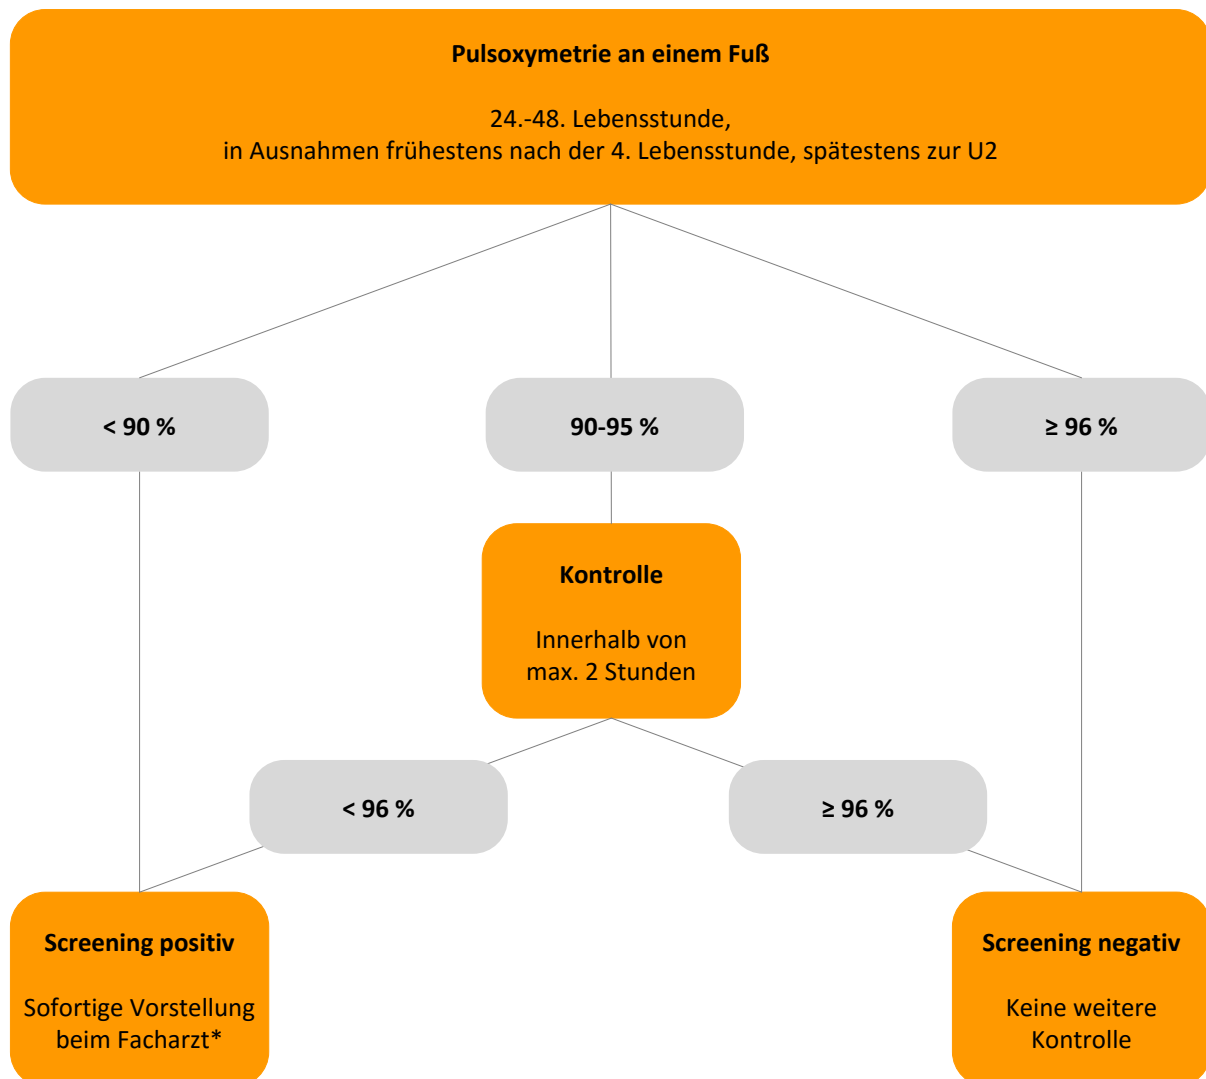 Pulsoxymetrie an einem Fuß
24.-48. Lebensstunde,
in Ausnahmen frühestens nach der 4. Lebensstunde, spätestens zur U2
< 90 %
90-95 %
≥ 96 %
Kontrolle
Innerhalb von
max. 2 Stunden
< 96 %
≥ 96 %
Screening positiv
Sofortige Vorstellung
beim Facharzt*
Screening negativ
Keine weitere
Kontrolle